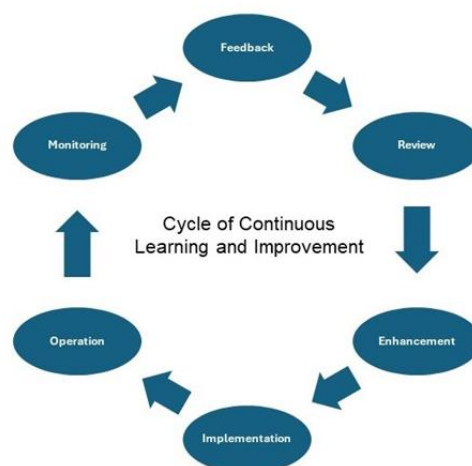 Feedback
Monitoring
Review
Cycle of Continuous
Learning and Improvement
Operation
Enhancement
Implementation